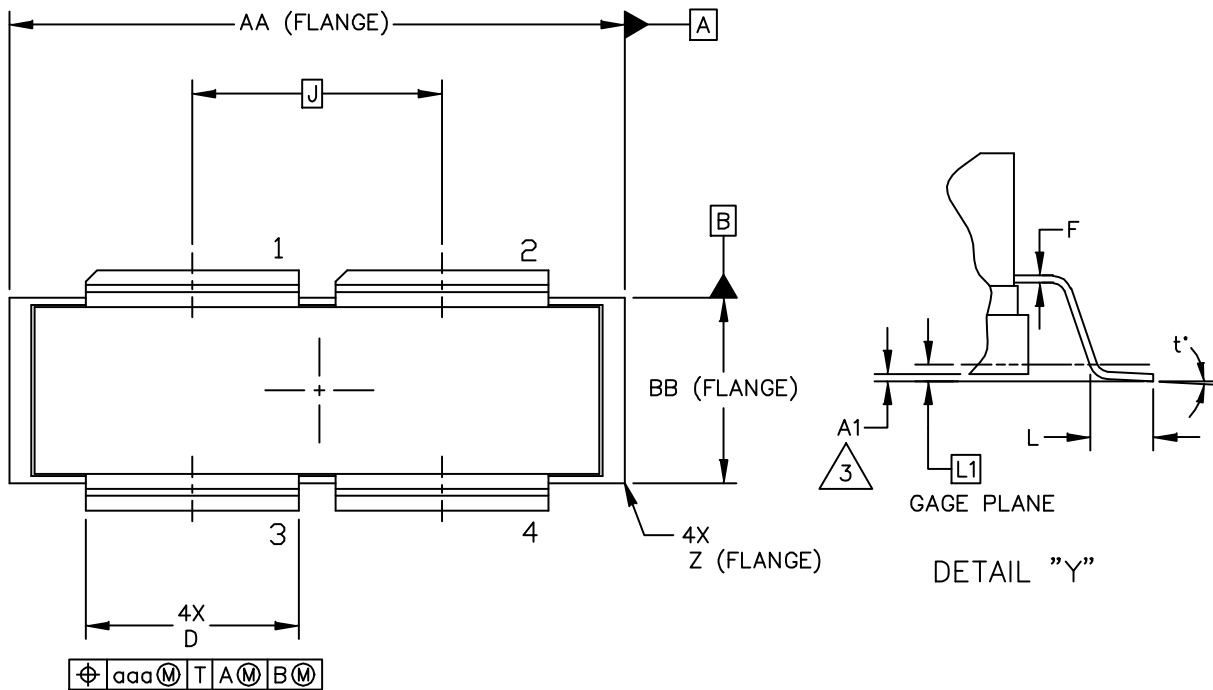 AA (FLANGE)
A
J
B
1
2
F
BB (FLANGE)
t°
A1
3
L
L1
GAGE PLANE
3
4
4X
Z (FLANGE)
DETAIL "Y"
4X
D
⌖ aaa Ⓜ T A Ⓜ B Ⓜ